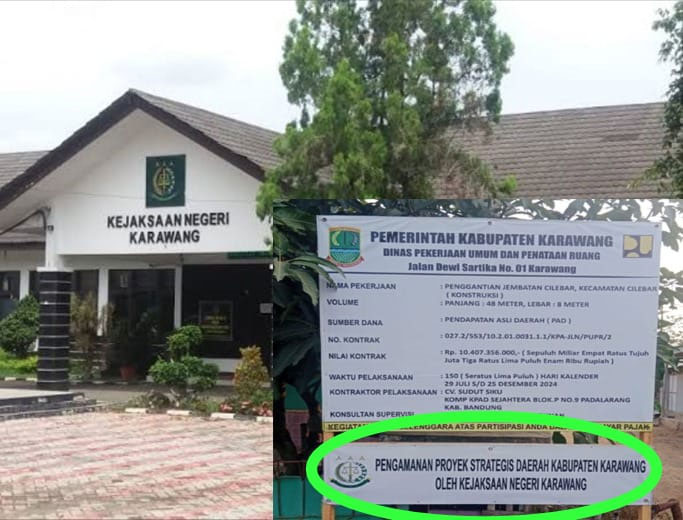 KEJAKSAAN NEGERI
KARAWANG
PEMERINTAH KABUPATEN KARAWANG
DINAS PEKERJAAN UMUM DAN PENATAAN RUANG
Jalan Dewi Sartika No. 01 Karawang
NAMA PEKERJAAN : PENGGANTIAN JEMBATAN CILEBAR, KECAMATAN CILEBAR
( KONSTRUKSI )
VOLUME : PANJANG : 48 METER, LEBAR : 8 METER
SUMBER DANA : PENDAPATAN ASLI DAERAH ( PAD )
NO. KONTRAK : 027.2/553/10.2.01.0031.1.1/KPA-JLN/PUPR/2
NILAI KONTRAK : Rp. 10.407.356.000,- ( Sepuluh Miliar Empat Ratus Tujuh
Juta Tiga Ratus Lima Puluh Enam Ribu Rupiah )
WAKTU PELAKSANAAN : 150 ( Seratus Lima Puluh ) HARI KALENDER
29 JULI S/D 25 DESEMBER 2024
KONTRAKTOR PELAKSANAAN : CV. SUDUT SIKU
KOMP KPAD SEJAHTERA BLOK.P NO.9 PADALARANG
KAB. BANDUNG
KONSULTAN SUPERVISI
KEGIATAN ATAS PARTISIPASI ANDA PAJAK
PENGAMANAN PROYEK STRATEGIS DAERAH KABUPATEN KARAWANG
OLEH KEJAKSAAN NEGERI KARAWANG